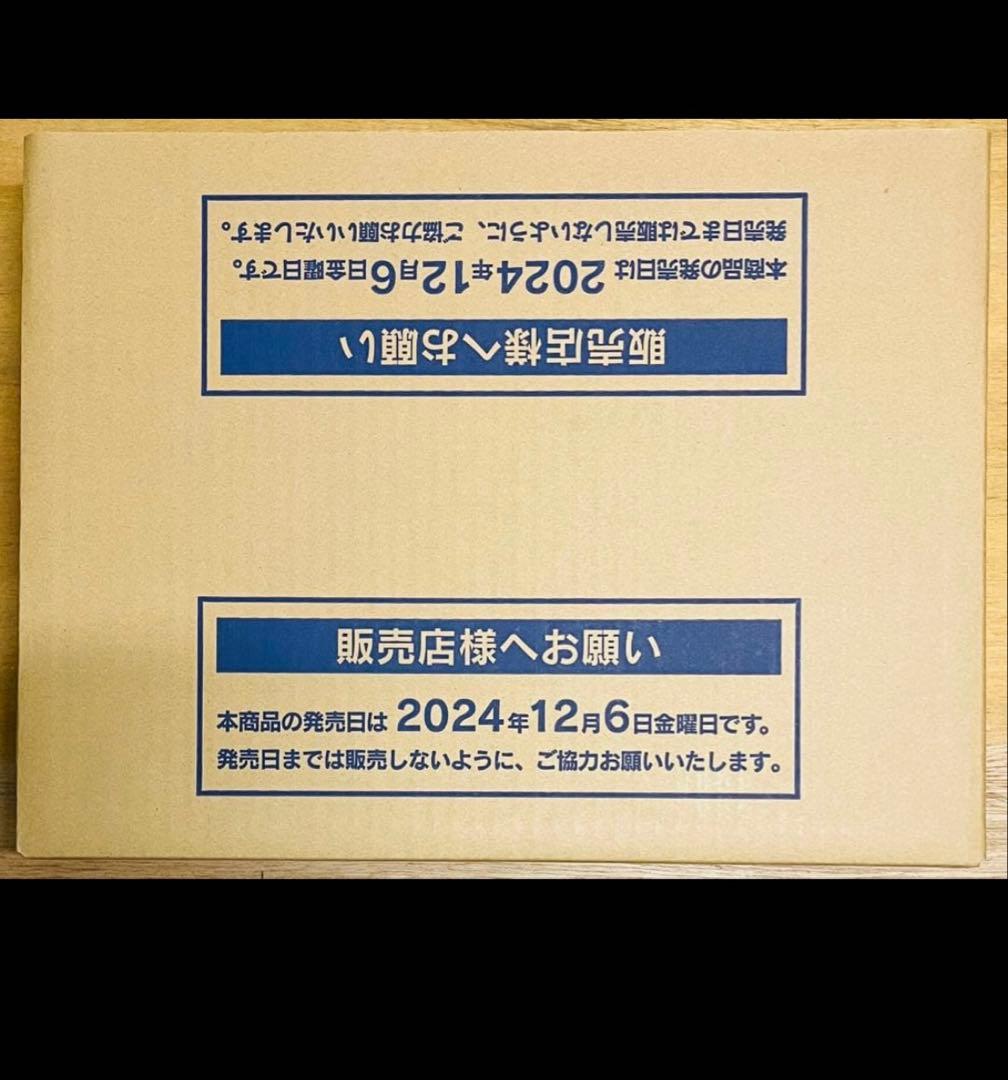 販売店様へお願い
本商品の発売日は 2024年12月6日金曜日です。
発売日までは販売しないように、ご協力お願いいたします。
販売店様へお願い
本商品の発売日は 2024年12月6日金曜日です。
発売日までは販売しないように、ご協力お願いいたします。